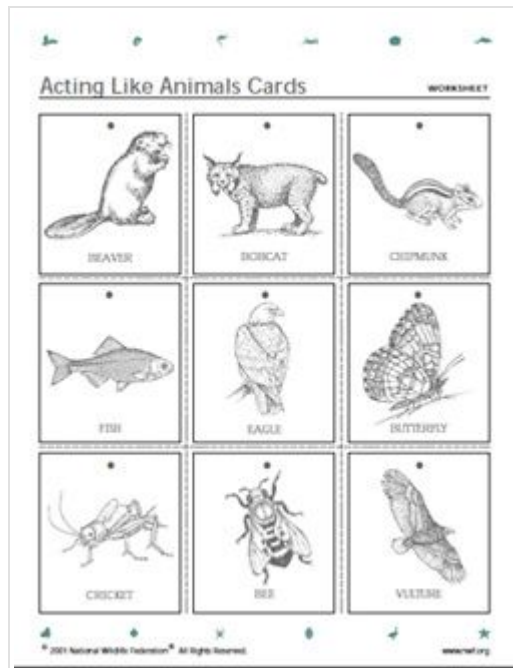 Acting Like Animals Cards WORKSHEET
BEAVER BOBCAT CHIPMUNK
FISH EAGLE BUTTERFLY
CRICKET BEE VULTURE
© 2001 National Wildlife Federation® All Rights Reserved. www.nwf.org